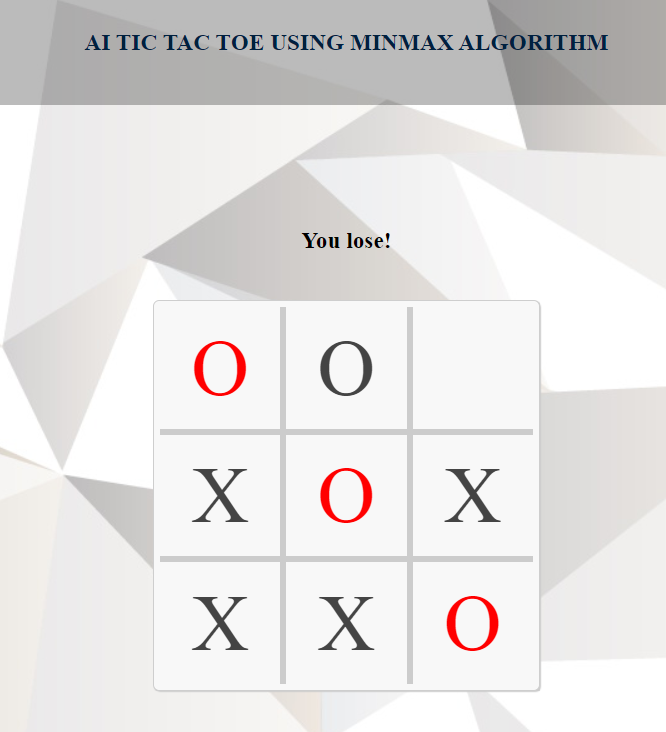 AI TIC TAC TOE USING MINMAX ALGORITHM
You lose!
O O
X O X
X X O